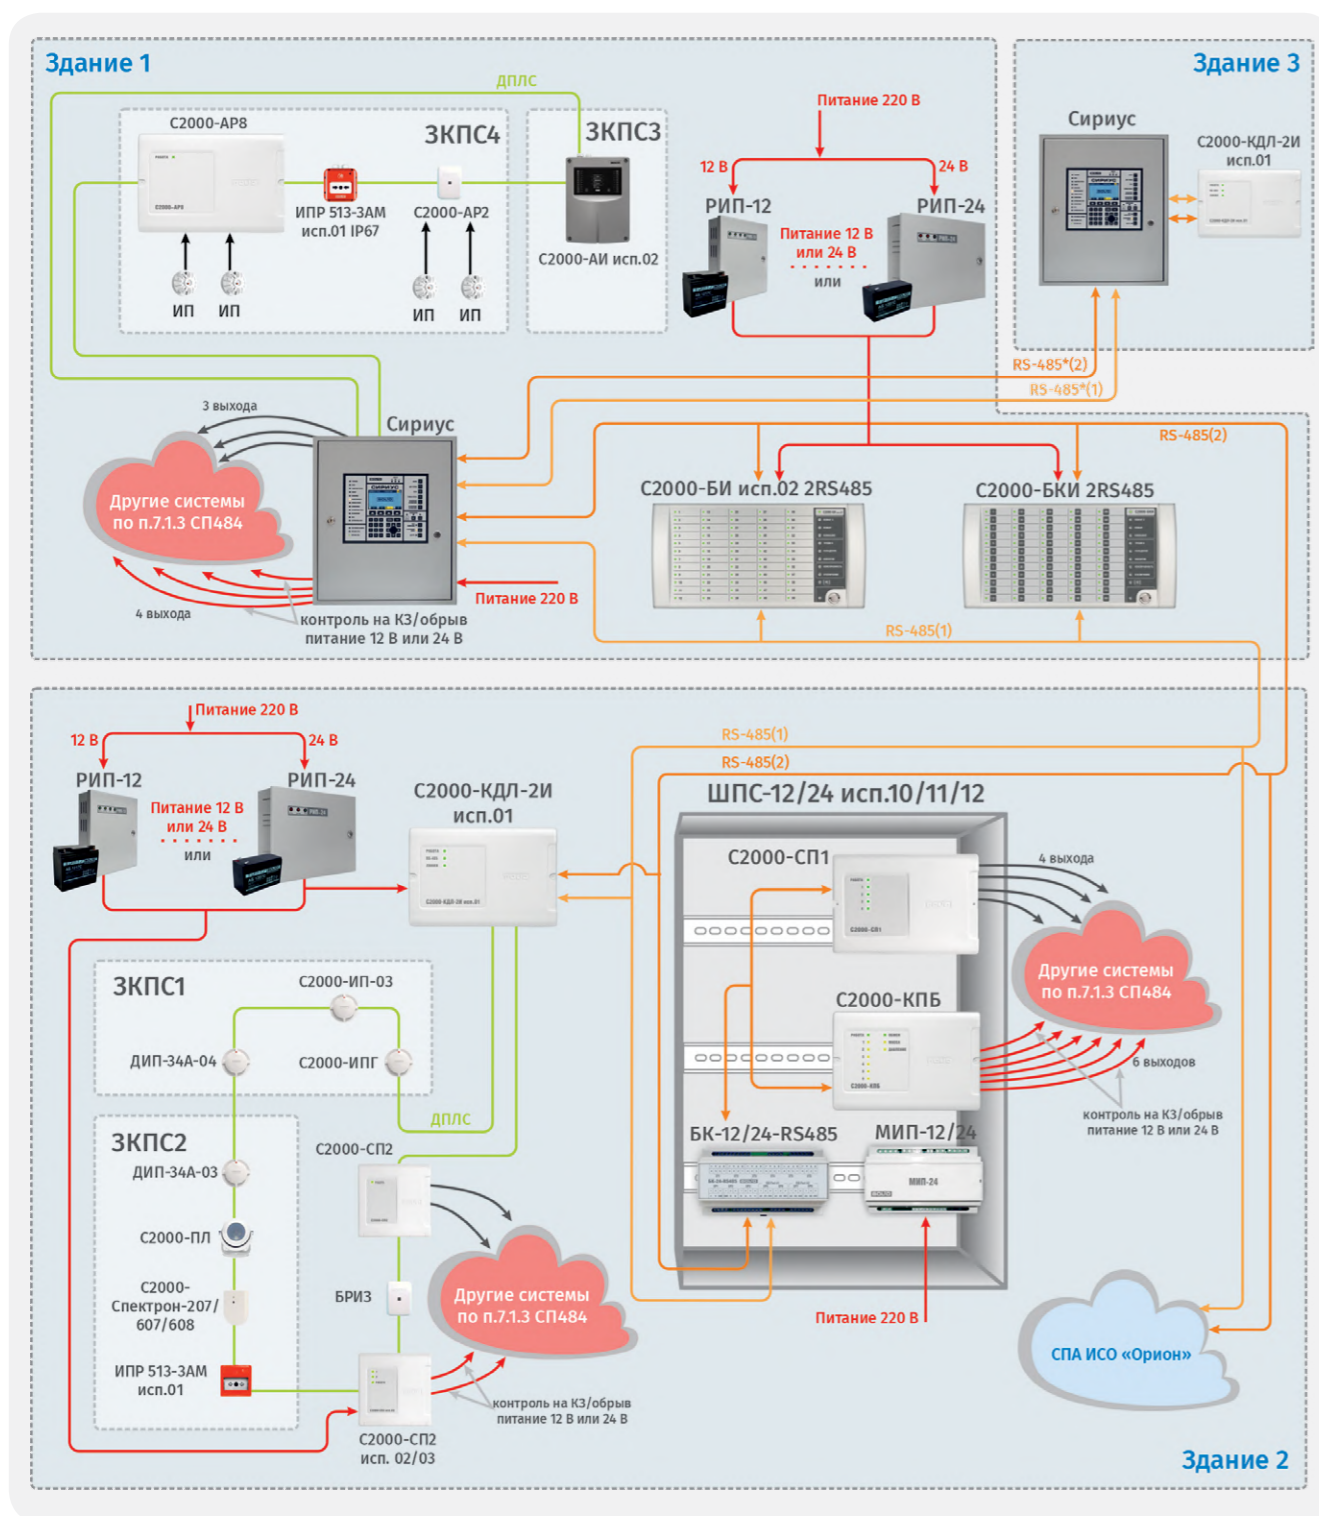 Здание 1
ДПЛС
С2000-АР8
ЗКПС4
ЗКПС3
ИПР 513-3АМ
исп.01 IP67
С2000-АР2
С2000-АИ исп.02
ИП
ИП
ИП
ИП
Питание 220 В
12 В
24 В
РИП-12
РИП-24
Питание 12 В
или 24 В
или
Здание 3
Сириус
С2000-КДЛ-2И
исп.01
RS-485*(2)
RS-485*(1)
RS-485(2)
3 выхода
Сириус
Другие системы
по п.7.1.3 СП484
4 выхода
контроль на КЗ/обрыв
питание 12 В или 24 В
Питание 220 В
С2000-БИ исп.02 2RS485
С2000-БКИ 2RS485
RS-485(1)
Питание 220 В
12 В
24 В
РИП-12
РИП-24
Питание 12 В
или 24 В
или
С2000-КДЛ-2И
исп.01
RS-485(1)
RS-485(2)
ШПС-12/24 исп.10/11/12
С2000-СП1
4 выхода
Другие системы
по п.7.1.3 СП484
С2000-КПБ
6 выходов
контроль на КЗ/обрыв
питание 12 В или 24 В
БК-12/24-RS485
МИП-12/24
МИП-24
Питание 220 В
ЗКПС1
С2000-ИП-03
ДИП-34А-04
С2000-ИПГ
ДПЛС
ЗКПС2
ДИП-34А-03
С2000-ПЛ
С2000-
Спектрон-207/
607/608
ИПР 513-3АМ
исп.01
С2000-СП2
БРИЗ
Другие системы
по п.7.1.3 СП484
контроль на КЗ/обрыв
питание 12 В или 24 В
С2000-СП2
исп. 02/03
СПА ИСО «Орион»
Здание 2